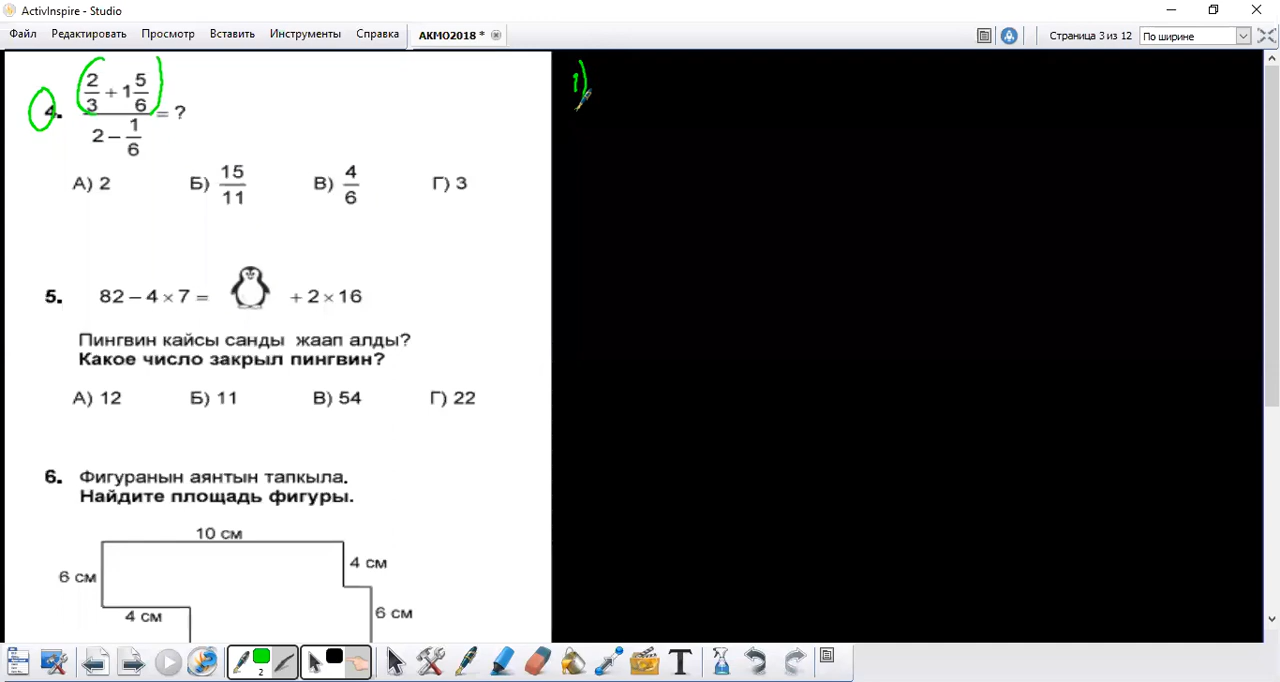 ActivInspire - Studio
Файл Редактировать Просмотр Вставить Инструменты Справка AKMO2018 * Страница 3 из 12 По ширине
4. (2/3 + 1 5/6) / (2 − 1/6) = ?
1)
А) 2 Б) 15/11 В) 4/6 Г) 3
5. 82 − 4 × 7 = + 2 × 16
Пингвин кайсы санды жаап алды?
Какое число закрыл пингвин?
А) 12 Б) 11 В) 54 Г) 22
6. Фигуранын аянтын тапкыла.
Найдите площадь фигуры.
10 см
4 см
6 см
4 см
6 см
2